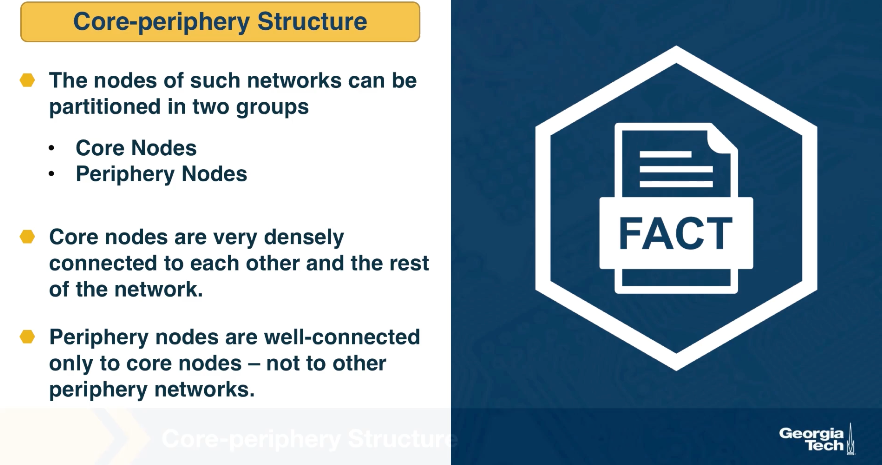 Core-periphery Structure
The nodes of such networks can be
partitioned in two groups
• Core Nodes
• Periphery Nodes
Core nodes are very densely
connected to each other and the rest
of the network.
Periphery nodes are well-connected
only to core nodes – not to other
periphery networks.
FACT
Core-periphery Structure
Georgia
Tech